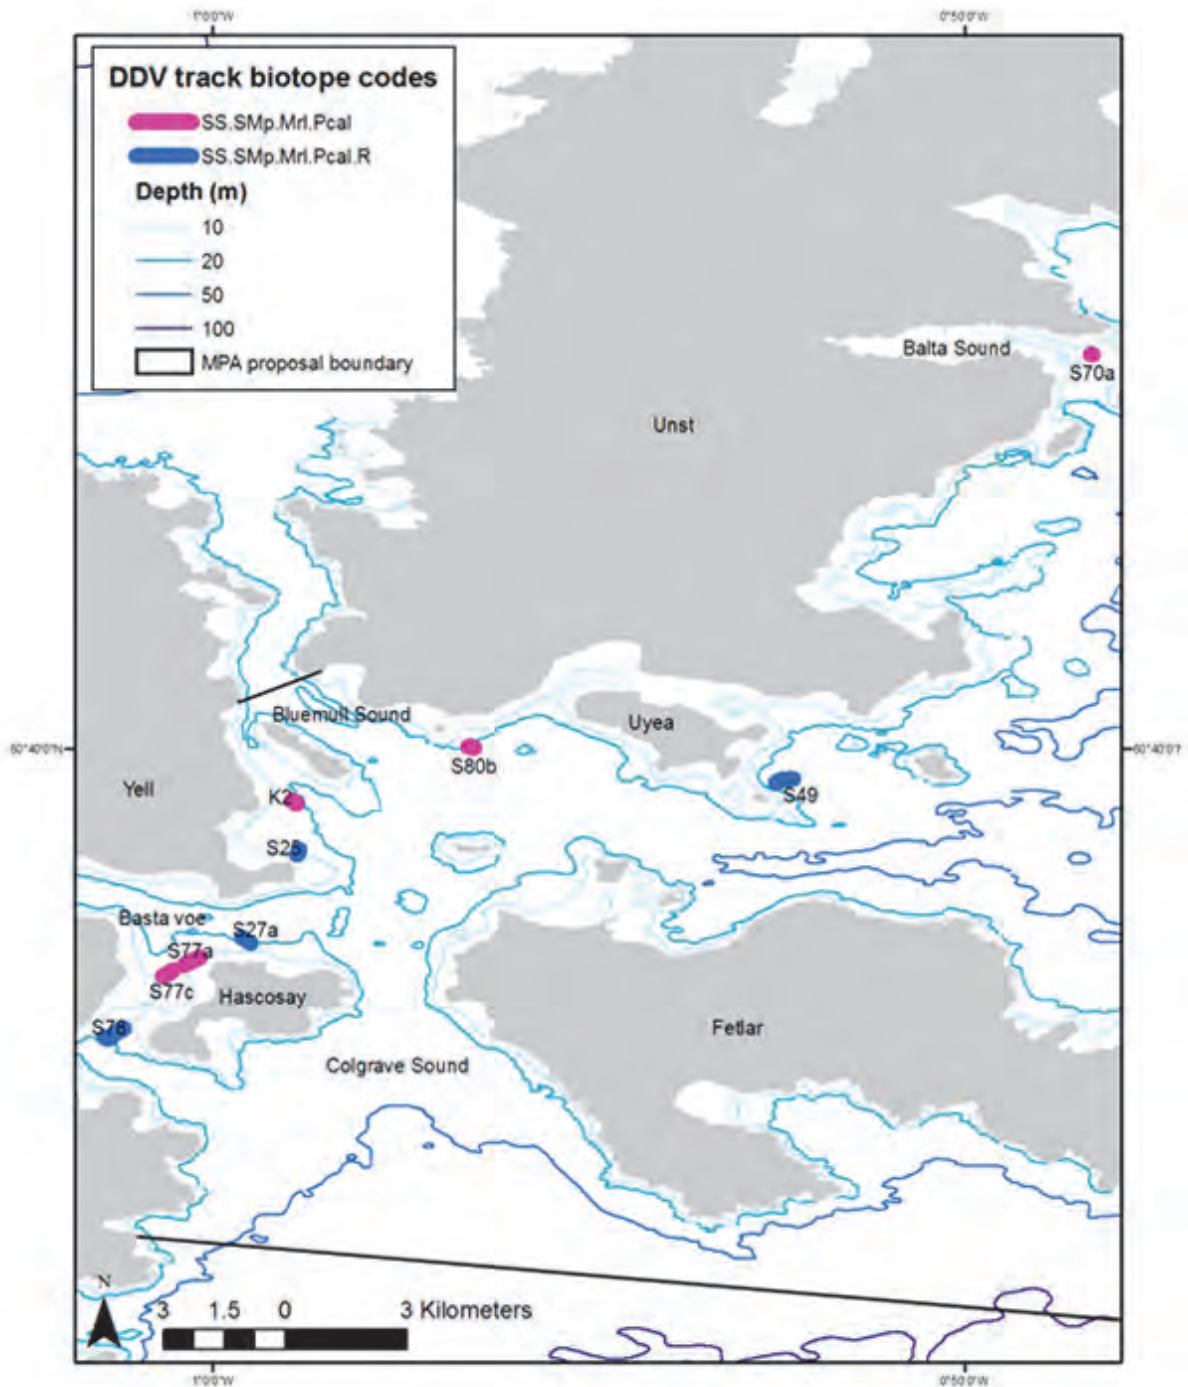 1°0'0"W 0°50'0"W
DDV track biotope codes
SS.SMp.Mrl.Pcal
SS.SMp.Mrl.Pcal.R
Depth (m)
10
20
50
100
MPA proposal boundary
Balta Sound
S70a
Unst
Bluemull Sound
Uyea
60°40'0"N
S80b
Yell
K2
S49
S25
Basta voe
S27a
S77a
S77c
Hascosay
S78
Fetlar
Colgrave Sound
N
3 1.5 0 3 Kilometers
1°0'0"W 0°50'0"W